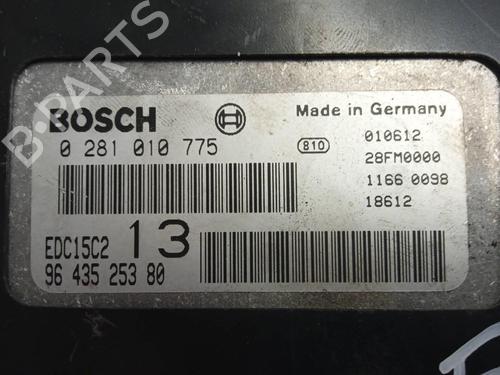 BOSCH
Made in Germany
0 281 010 775
810
010612
28FM0000
1166 0098
18612
EDC15C2
13
96 435 253 80
B-PARTS